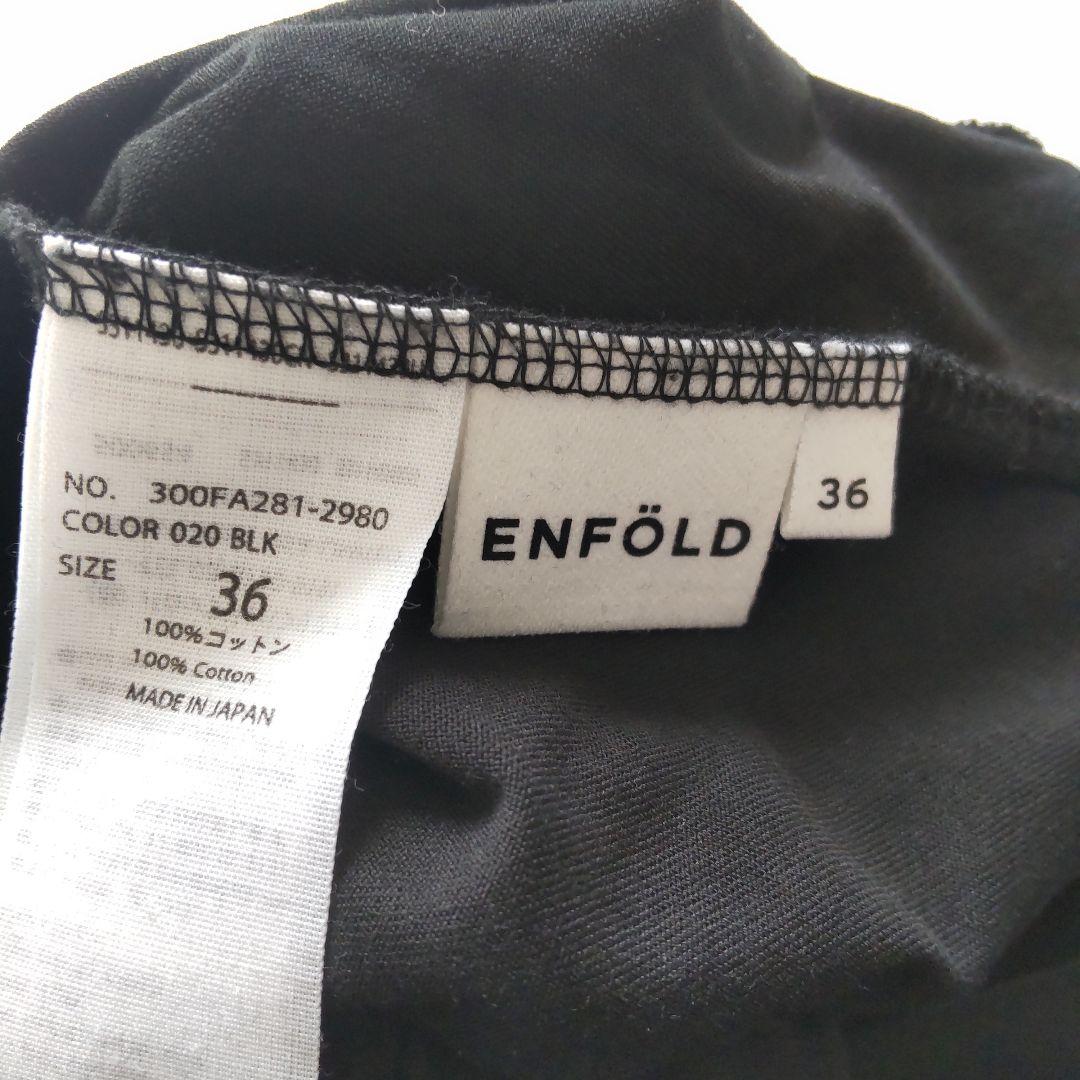 NO. 300FA281-2980
COLOR 020 BLK
SIZE 36
100%コットン
100% Cotton
MADE IN JAPAN
ENFÖLD
36